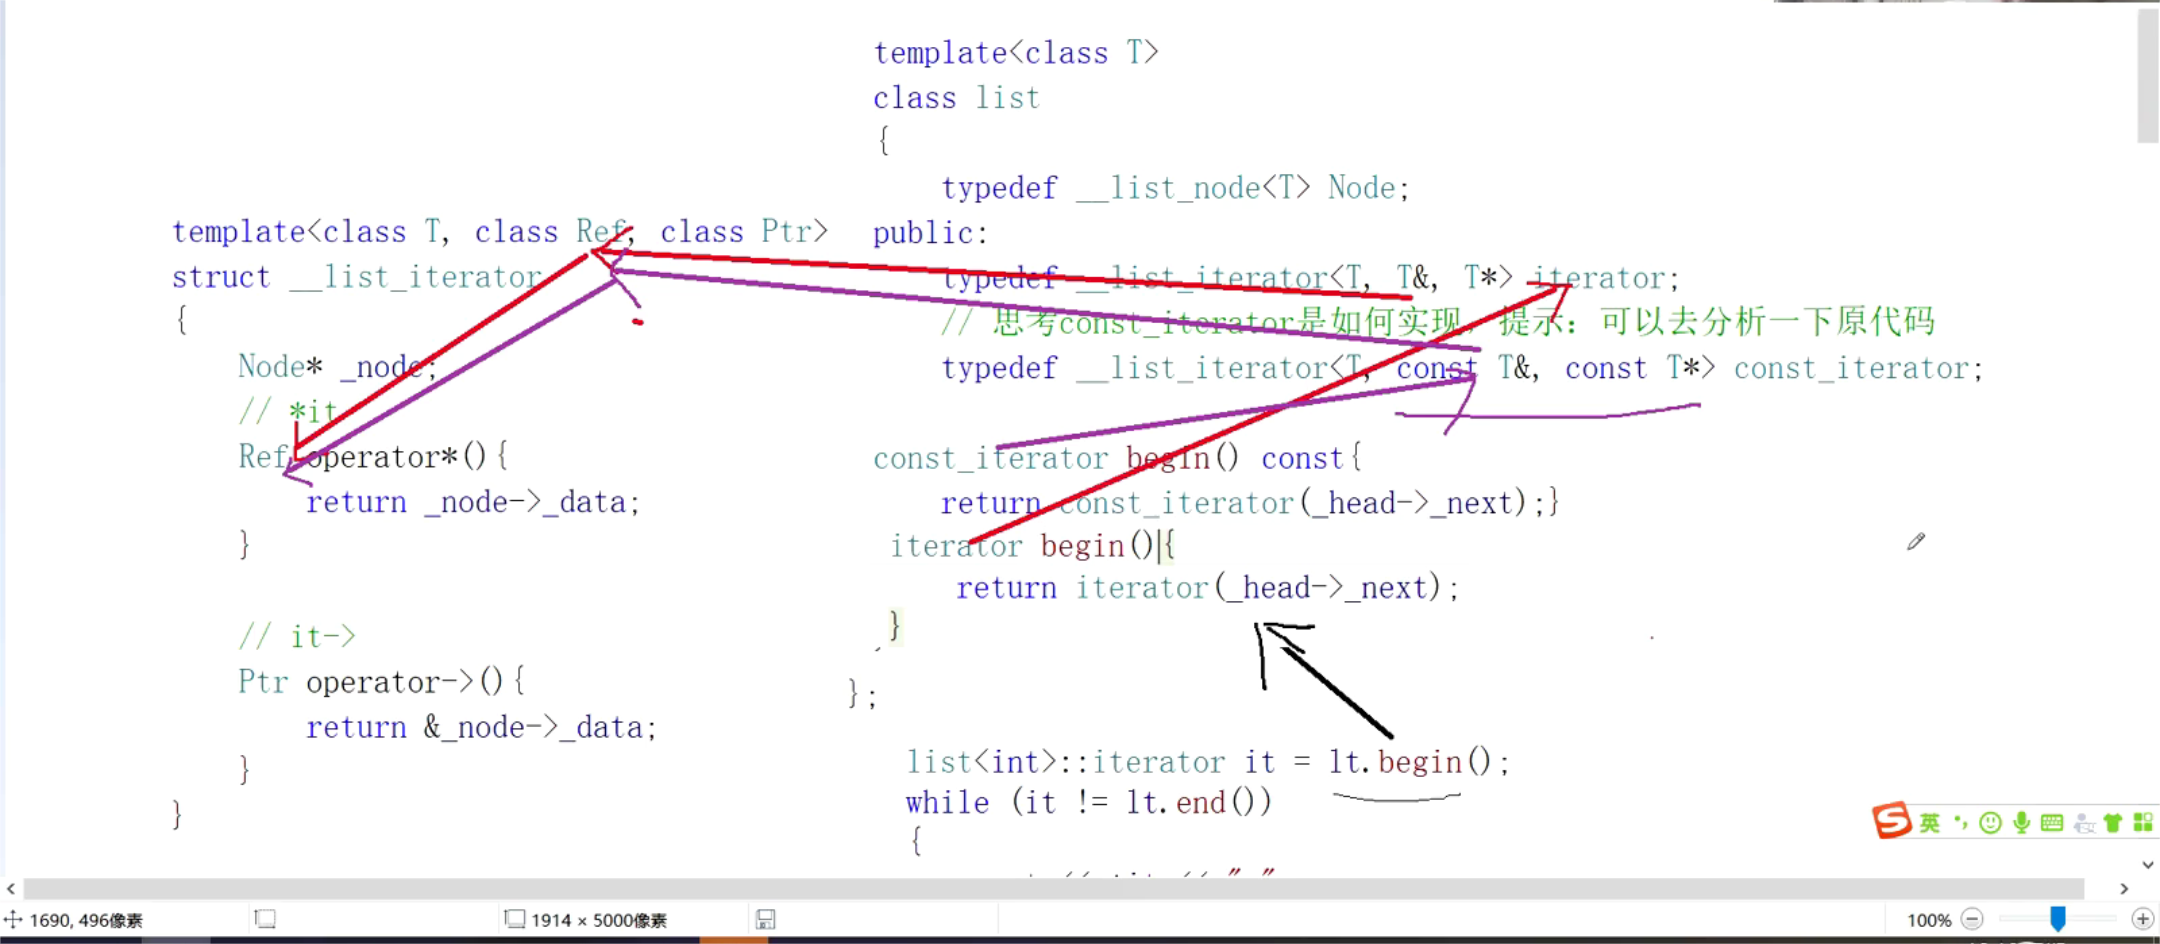 template<class T, class Ref, class Ptr>
struct __list_iterator
{
Node* _node;
// *it
Ref operator*(){
return _node->_data;
}
// it->
Ptr operator->(){
return &_node->_data;
}
}
template<class T>
class list
{
typedef __list_node<T> Node;
public:
typedef __list_iterator<T, T&, T*> iterator;
// 思考const_iterator是如何实现，提示：可以去分析一下原代码
typedef __list_iterator<T, const T&, const T*> const_iterator;
const_iterator begin() const{
return const_iterator(_head->_next);}
iterator begin(){
return iterator(_head->_next);
}
};
list<int>::iterator it = lt.begin();
while (it != lt.end())
{
英
1690, 496像素
1914 × 5000像素
100%